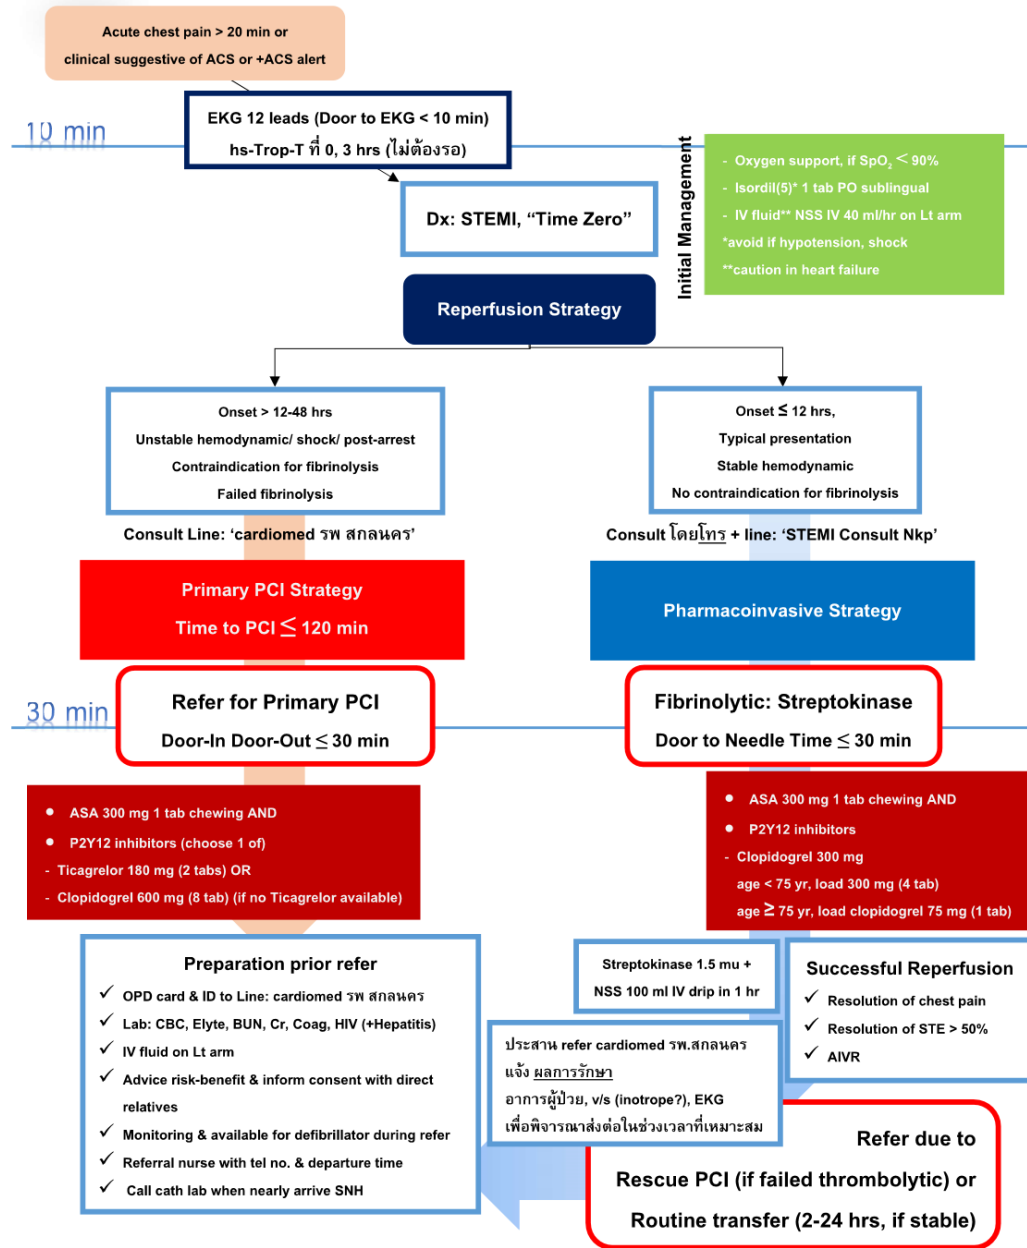 Acute chest pain > 20 min or
clinical suggestive of ACS or +ACS alert
EKG 12 leads (Door to EKG < 10 min)
hs-Trop-T ที่ 0, 3 hrs (ไม่ต้องรอ)
10 min
Dx: STEMI, “Time Zero”
Initial Management
- Oxygen support, if SpO₂ < 90%
- Isordil(5)* 1 tab PO sublingual
- IV fluid** NSS IV 40 ml/hr on Lt arm
*avoid if hypotension, shock
**caution in heart failure
Reperfusion Strategy
Onset > 12-48 hrs
Unstable hemodynamic/ shock/ post-arrest
Contraindication for fibrinolysis
Failed fibrinolysis
Consult Line: ‘cardiomed รพ สกลนคร’
Primary PCI Strategy
Time to PCI ≤ 120 min
Onset ≤ 12 hrs,
Typical presentation
Stable hemodynamic
No contraindication for fibrinolysis
Consult โดยโทร + line: ‘STEMI Consult Nkp’
Pharmacoinvasive Strategy
30 min
Refer for Primary PCI
Door-In Door-Out ≤ 30 min
Fibrinolytic: Streptokinase
Door to Needle Time ≤ 30 min
● ASA 300 mg 1 tab chewing AND
● P2Y12 inhibitors (choose 1 of)
- Ticagrelor 180 mg (2 tabs) OR
- Clopidogrel 600 mg (8 tab) (if no Ticagrelor available)
● ASA 300 mg 1 tab chewing AND
● P2Y12 inhibitors
- Clopidogrel 300 mg
age < 75 yr, load 300 mg (4 tab)
age ≥ 75 yr, load clopidogrel 75 mg (1 tab)
Preparation prior refer
✓ OPD card & ID to Line: cardiomed รพ สกลนคร
✓ Lab: CBC, Elyte, BUN, Cr, Coag, HIV (+Hepatitis)
✓ IV fluid on Lt arm
✓ Advice risk-benefit & inform consent with direct
relatives
✓ Monitoring & available for defibrillator during refer
✓ Referral nurse with tel no. & departure time
✓ Call cath lab when nearly arrive SNH
Streptokinase 1.5 mu +
NSS 100 ml IV drip in 1 hr
Successful Reperfusion
✓ Resolution of chest pain
✓ Resolution of STE > 50%
✓ AIVR
ประสาน refer cardiomed รพ.สกลนคร
แจ้ง ผลการรักษา
อาการผู้ป่วย, v/s (inotrope?), EKG
เพื่อพิจารณาส่งต่อในช่วงเวลาที่เหมาะสม
Refer due to
Rescue PCI (if failed thrombolytic) or
Routine transfer (2-24 hrs, if stable)